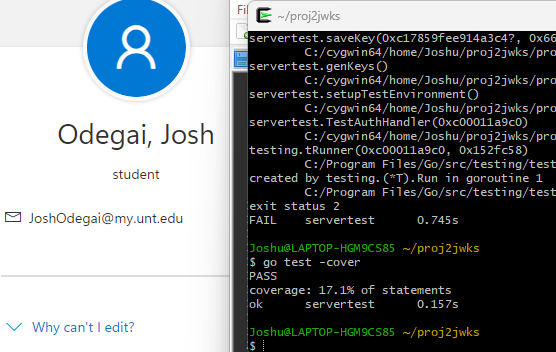 Odegai, Josh
student
JoshOdegai@my.unt.edu
Why can't I edit?
Fil
~/proj2jwks
servertest.saveKey(0xc17859fee914a3c4?, 0x66
C:/cygwin64/home/Joshu/proj2jwks/pro
servertest.genKeys()
C:/cygwin64/home/Joshu/proj2jwks/pro
servertest.setupTestEnvironment()
C:/cygwin64/home/Joshu/proj2jwks/pro
servertest.TestAuthHandler(0xc00011a9c0)
C:/cygwin64/home/Joshu/proj2jwks/pro
testing.tRunner(0xc00011a9c0, 0x152fc58)
C:/Program Files/Go/src/testing/test
created by testing.(*T).Run in goroutine 1
C:/Program Files/Go/src/testing/test
exit status 2
FAIL servertest 0.745s
Joshu@LAPTOP-HGM9CS85 ~/proj2jwks
$ go test -cover
PASS
coverage: 17.1% of statements
ok servertest 0.157s
Joshu@LAPTOP-HGM9CS85 ~/proj2jwks
$